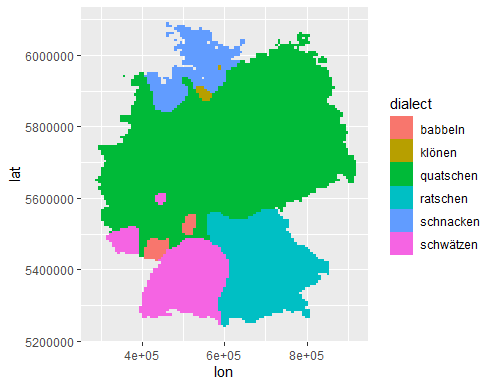 6000000
5800000
5600000
5400000
5200000
lat
4e+05 6e+05 8e+05
lon
dialect
babbeln
klönen
quatschen
ratschen
schnacken
schwätzen